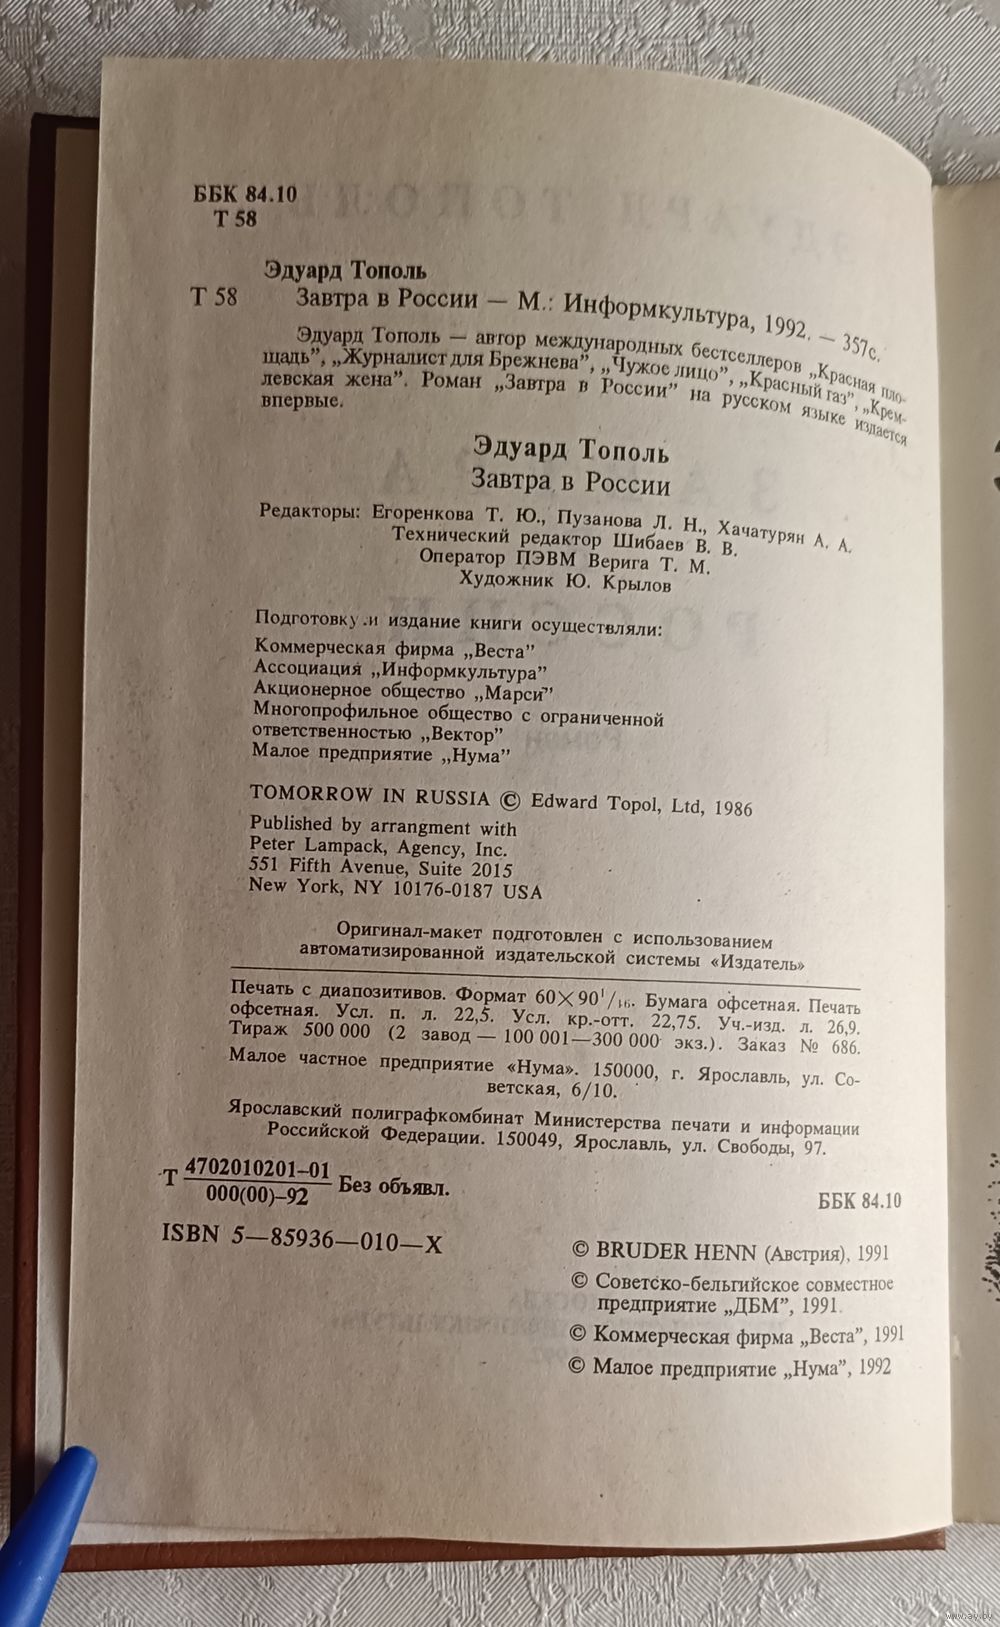 ББК 84.10
Т 58
Эдуард Тополь
Т 58 Завтра в России — М.: Информкультура, 1992. — 357с.
Эдуард Тополь — автор международных бестселлеров „Красная пло-
щадь”, „Журналист для Брежнева”, „Чужое лицо”, „Красный газ”, „Крем-
левская жена”. Роман „Завтра в России” на русском языке издается
впервые.
Эдуард Тополь
Завтра в России
Редакторы: Егоренкова Т. Ю., Пузанова Л. Н., Хачатурян А. А.
Технический редактор Шибаев В. В.
Оператор ПЭВМ Верига Т. М.
Художник Ю. Крылов
Подготовку и издание книги осуществляли:
Коммерческая фирма „Веста”
Ассоциация „Информкультура”
Акционерное общество „Марси”
Многопрофильное общество с ограниченной
ответственностью „Вектор”
Малое предприятие „Нума”
TOMORROW IN RUSSIA © Edward Topol, Ltd, 1986
Published by arrangment with
Peter Lampack, Agency, Inc.
551 Fifth Avenue, Suite 2015
New York, NY 10176-0187 USA
Оригинал-макет подготовлен с использованием
автоматизированной издательской системы «Издатель»
Печать с диапозитивов. Формат 60×90 1/16. Бумага офсетная. Печать
офсетная. Усл. п. л. 22,5. Усл. кр.-отт. 22,75. Уч.-изд. л. 26,9.
Тираж 500 000 (2 завод — 100 001—300 000 экз.). Заказ № 686.
Малое частное предприятие «Нума». 150000, г. Ярославль, ул. Со-
ветская, 6/10.
Ярославский полиграфкомбинат Министерства печати и информации
Российской Федерации. 150049, Ярославль, ул. Свободы, 97.
Т 4702010201–01
000(00)–92 Без объявл.
ББК 84.10
ISBN 5—85936—010—X
© BRUDER HENN (Австрия), 1991
© Советско-бельгийское совместное
предприятие „ДБМ”, 1991.
© Коммерческая фирма „Веста”, 1991
© Малое предприятие „Нума”, 1992
www.ay.by